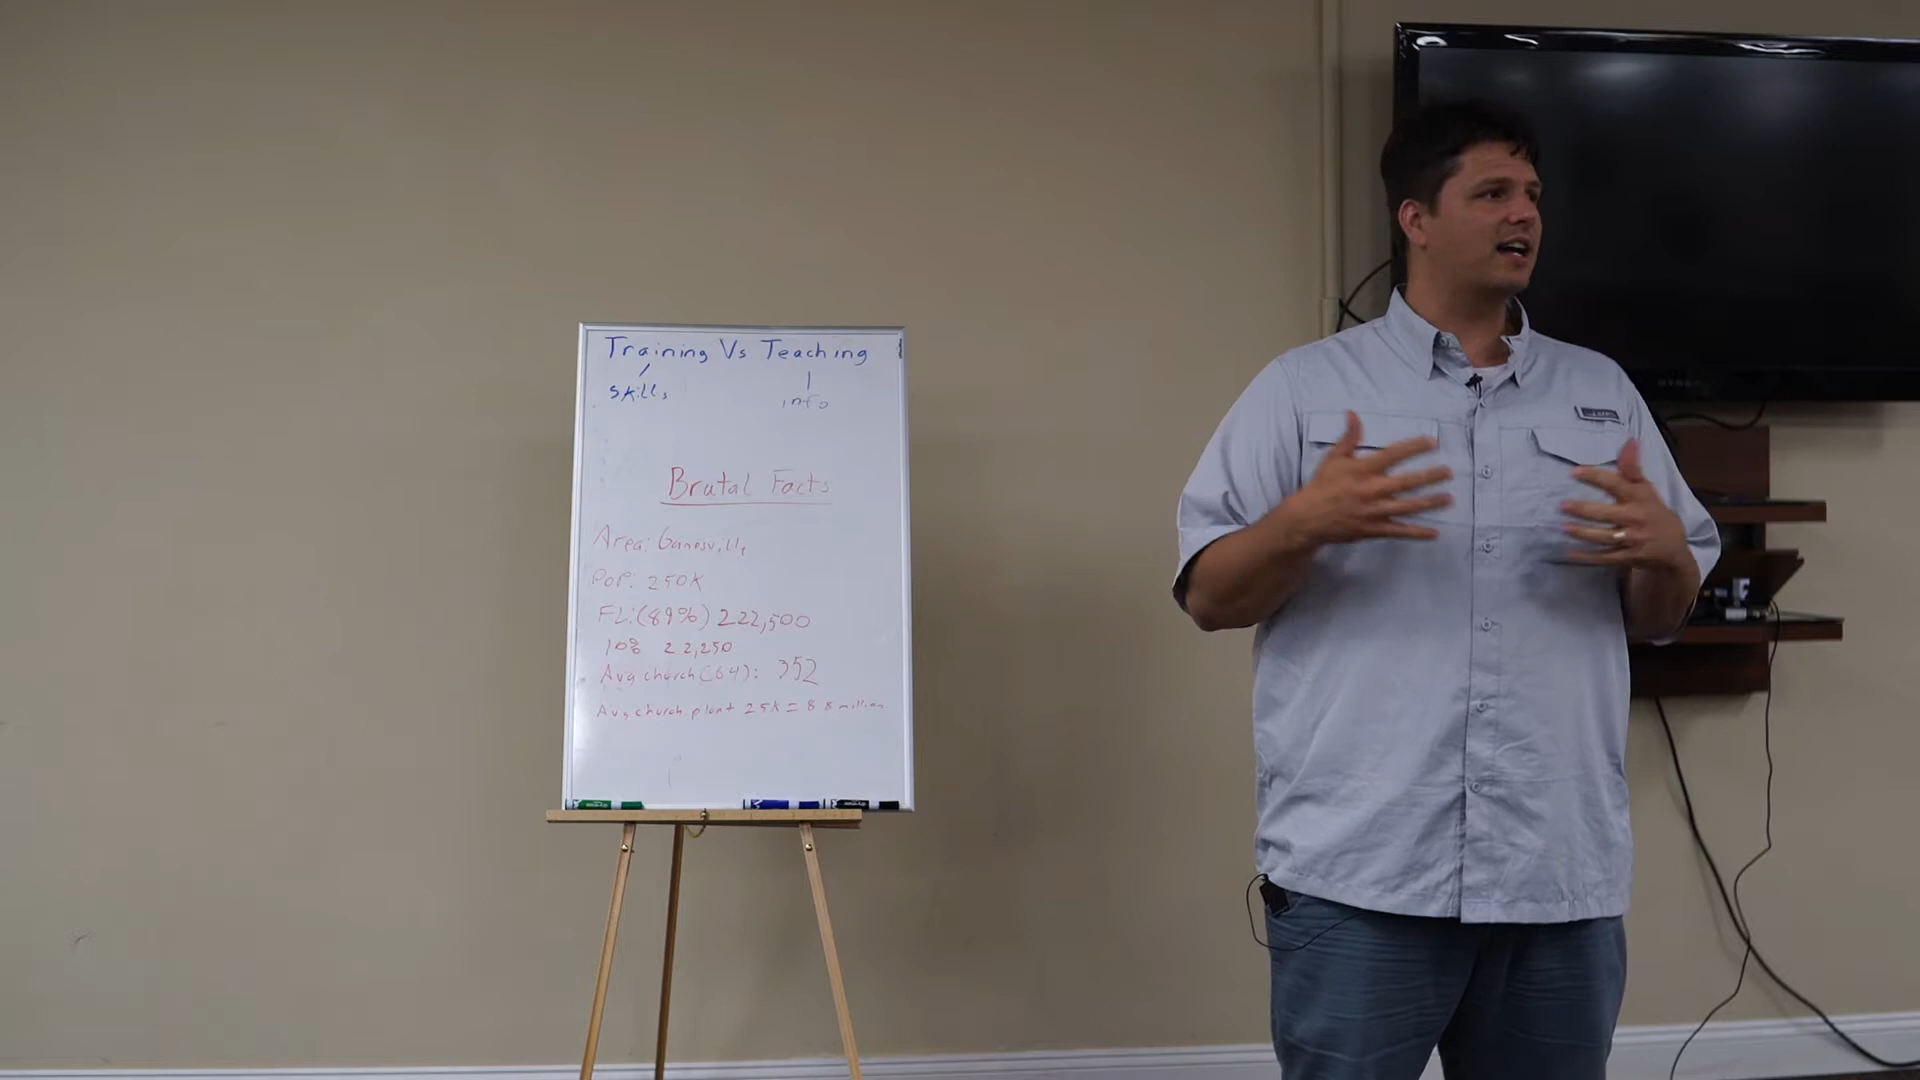 Training Vs Teaching
Skills
info
Brutal Facts
Area: Ganesville
Pop: 250K
FL: (89%) 222,500
10% 22,250
Avg church (64): 352
Avg church plant 25K = 8.8 million